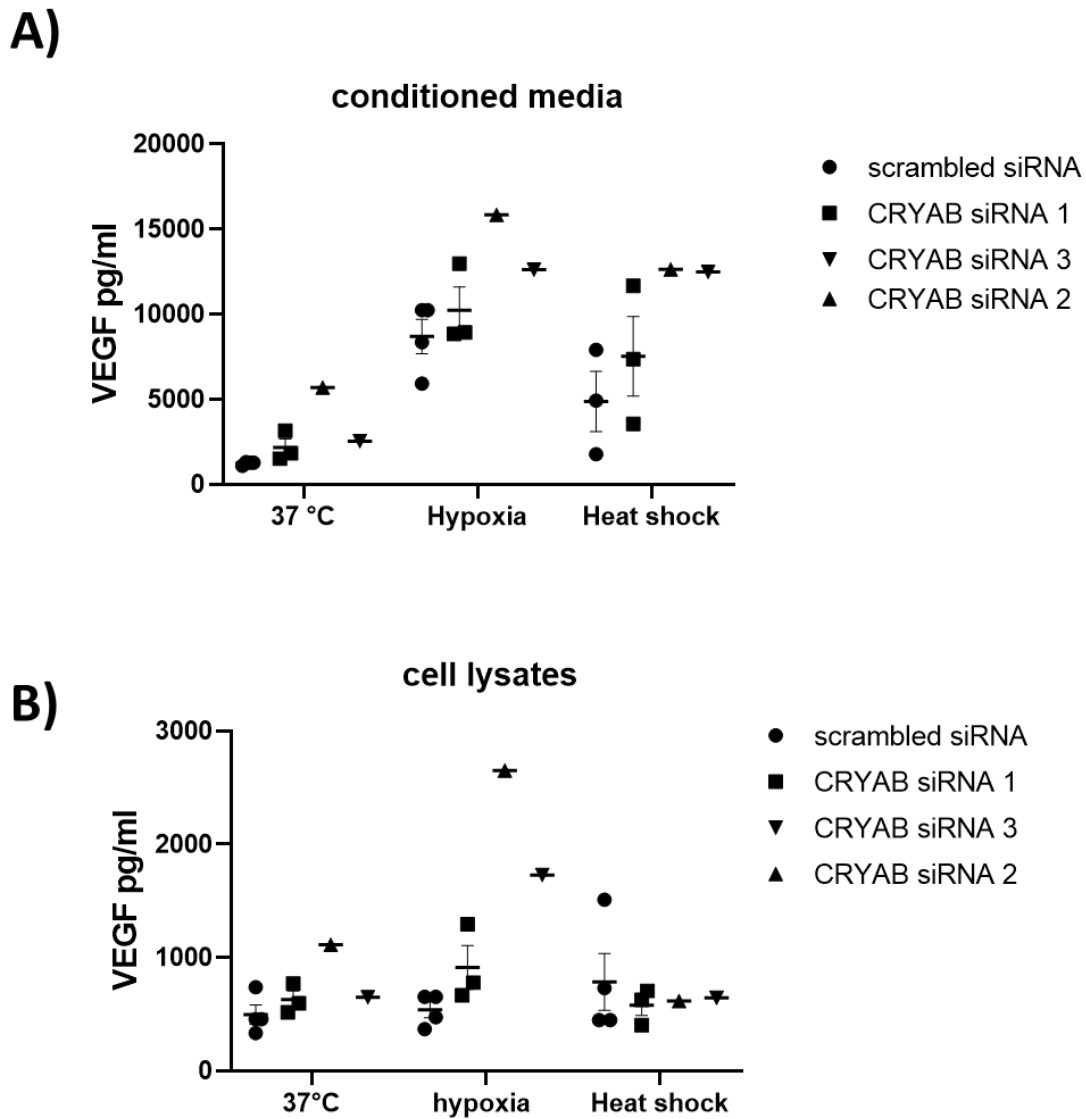 A)
conditioned media
20000
15000
10000
5000
0
VEGF pg/ml
37 °C
Hypoxia
Heat shock
scrambled siRNA
CRYAB siRNA 1
CRYAB siRNA 3
CRYAB siRNA 2
B)
cell lysates
3000
2000
1000
0
VEGF pg/ml
37°C
hypoxia
Heat shock
scrambled siRNA
CRYAB siRNA 1
CRYAB siRNA 3
CRYAB siRNA 2